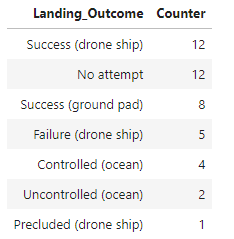 Landing_Outcome Counter
Success (drone ship) 12
No attempt 12
Success (ground pad) 8
Failure (drone ship) 5
Controlled (ocean) 4
Uncontrolled (ocean) 2
Precluded (drone ship) 1